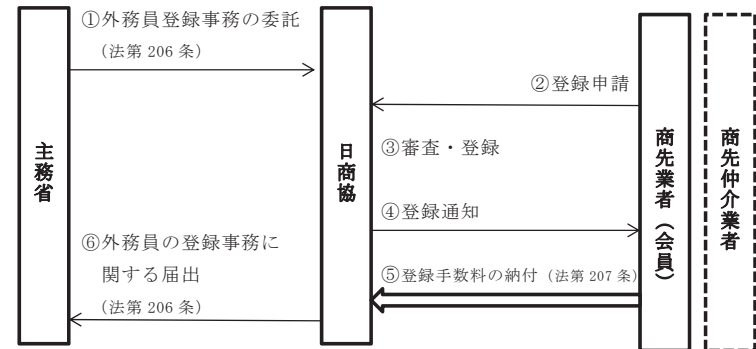 ①外務員登録事務の委託
(法第 206 条)
②登録申請
③審査・登録
④登録通知
⑤登録手数料の納付 (法第 207 条)
⑥外務員の登録事務に
関する届出
(法第 206 条)
主務省
日商協
商先業者（会員）
商先仲介業者